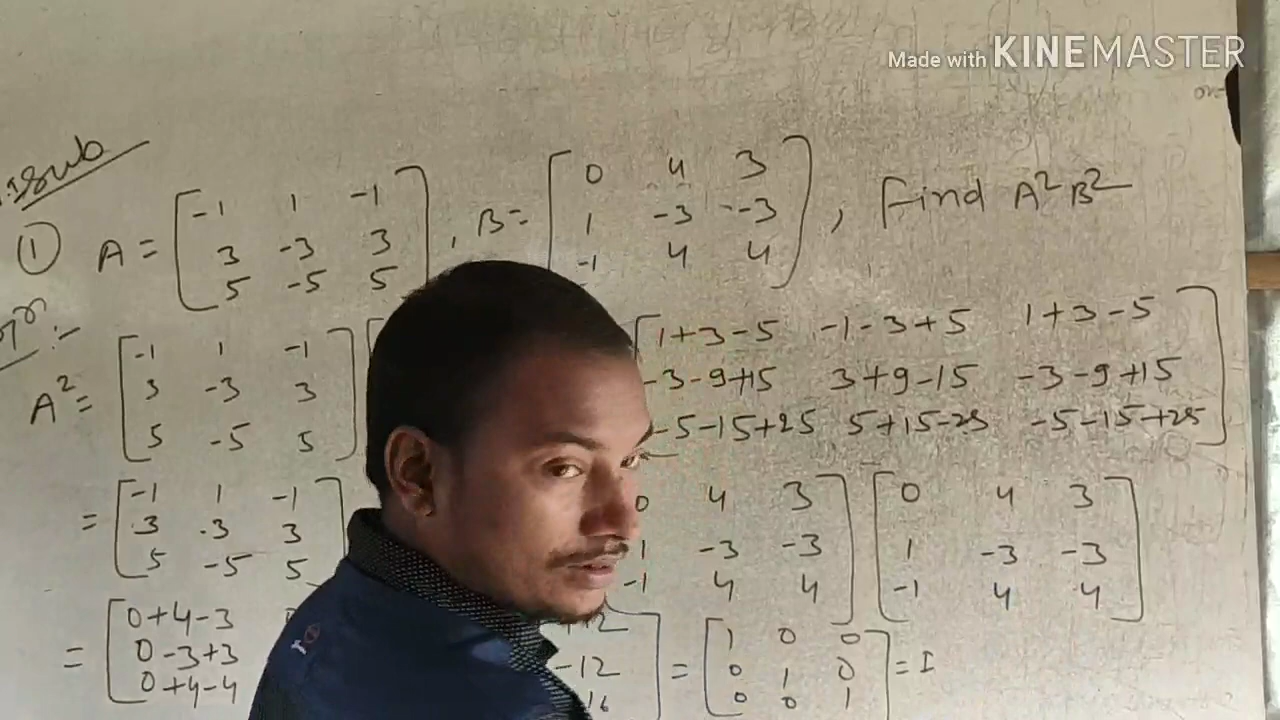 Made with KINEMASTER
Sub
① A = [ -1 1 -1 , B = [ 0 4 3 , Find A² B²
3 -3 3 1 -3 -3
5 -5 5 ] -1 4 4 ]
A² = [ -1 1 -1 [ 1+3-5 -1-3+5 1+3-5
3 -3 3 -3-9+15 3+9-15 -3-9+15
5 -5 5 ] -5-15+25 5+15-25 -5-15+25 ]
= [ -1 1 -1 0 4 3 [ 0 4 3
3 -3 3 1 -3 -3 1 -3 -3
5 -5 5 -1 4 4 ] -1 4 4 ]
= [ 0+4-3 +12 = [ 1 0 0
0-3+3 -12 0 1 0 = I
0+4-4 16 ] 0 0 1 ]